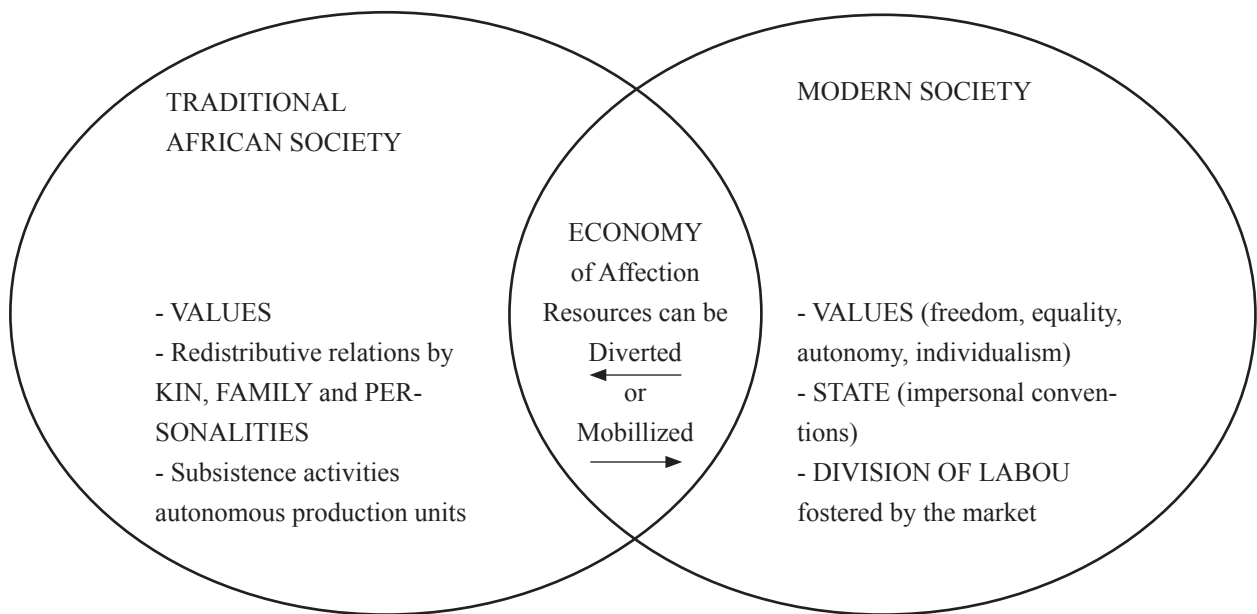 TRADITIONAL
AFRICAN SOCIETY
- VALUES
- Redistributive relations by
KIN, FAMILY and PER-
SONALITIES
- Subsistence activities
autonomous production units
ECONOMY
of Affection
Resources can be
Diverted
or
Mobillized
MODERN SOCIETY
- VALUES (freedom, equality,
autonomy, individualism)
- STATE (impersonal conven-
tions)
- DIVISION OF LABOU
fostered by the market